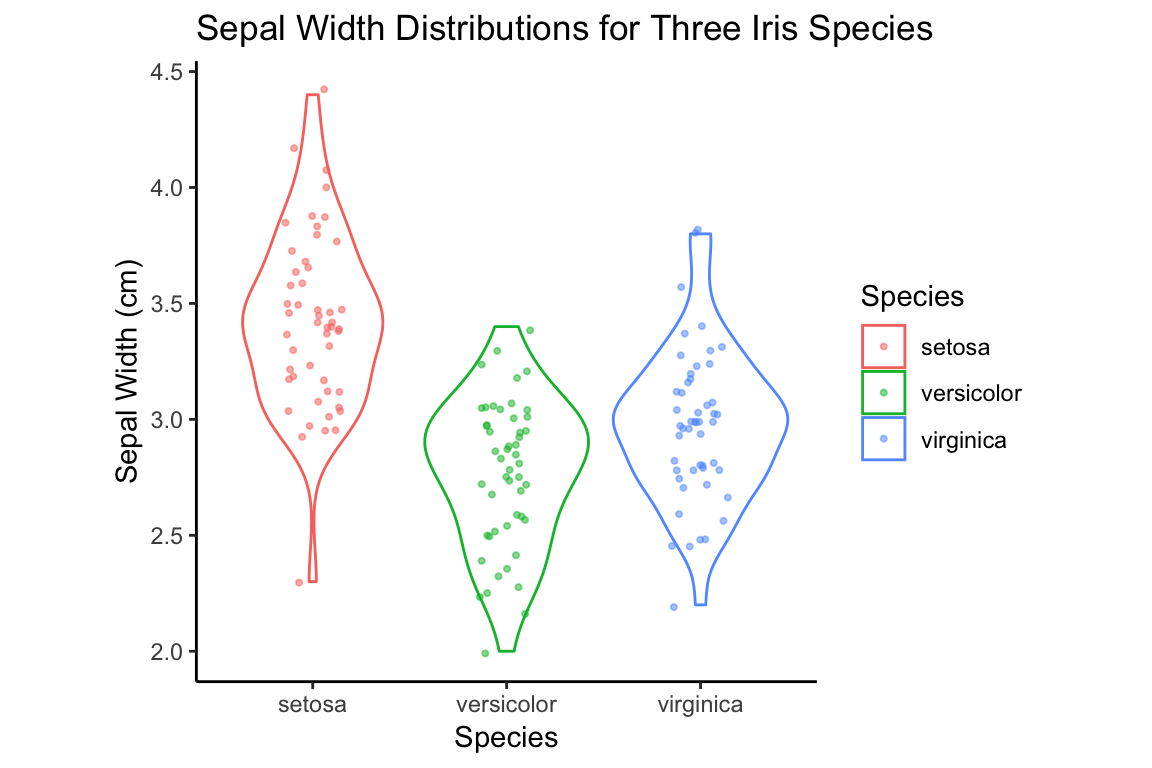 Sepal Width Distributions for Three Iris Species
Sepal Width (cm)
4.5
4.0
3.5
3.0
2.5
2.0
setosa versicolor virginica
Species
Species
setosa
versicolor
virginica